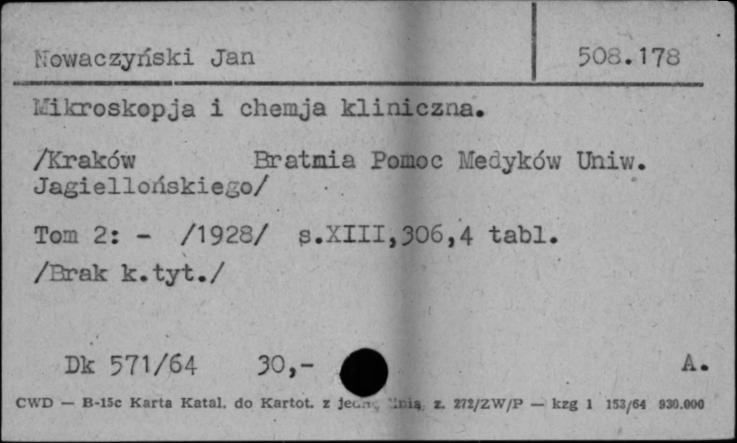 Nowaczyński Jan 508.178
Mikroskopja i chemja kliniczna.
/Kraków Bratnia Pomoc Medyków Uniw.
Jagiellońskiego/
Tom 2: - /1928/ s.XIII,306,4 tabl.
/Brak k.tyt./
Dk 571/64 30,- A.
CWD — B-15c Karta Katal. do Kartot. z jedną linią, z. 272/ZW/P — kzg 1 153/64 930.000